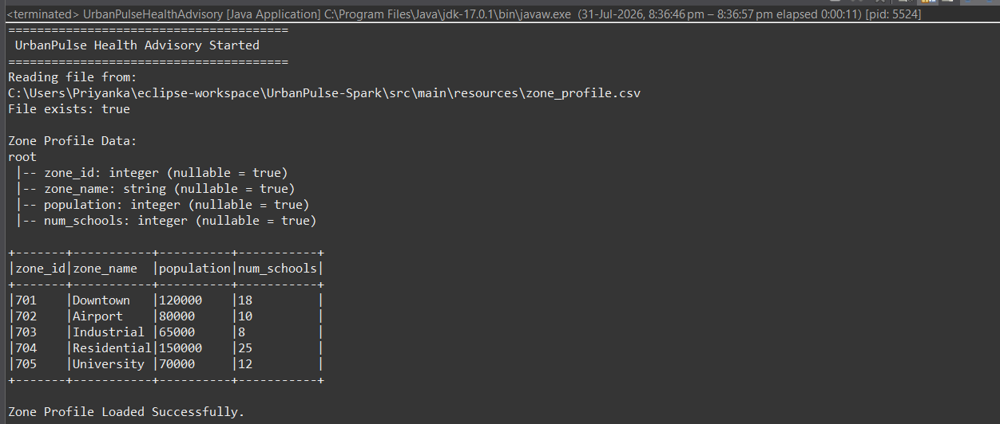 <terminated> UrbanPulseHealthAdvisory [Java Application] C:\Program Files\Java\jdk-17.0.1\bin\javaw.exe (31-Jul-2026, 8:36:46 pm – 8:36:57 pm elapsed 0:00:11) [pid: 5524]
=======================================
 UrbanPulse Health Advisory Started
=======================================
Reading file from:
C:\Users\Priyanka\eclipse-workspace\UrbanPulse-Spark\src\main\resources\zone_profile.csv
File exists: true

Zone Profile Data:
root
 |-- zone_id: integer (nullable = true)
 |-- zone_name: string (nullable = true)
 |-- population: integer (nullable = true)
 |-- num_schools: integer (nullable = true)

+-------+-----------+----------+-----------+
|zone_id|zone_name  |population|num_schools|
+-------+-----------+----------+-----------+
|701    |Downtown   |120000    |18         |
|702    |Airport    |80000     |10         |
|703    |Industrial |65000     |8          |
|704    |Residential|150000    |25         |
|705    |University |70000     |12         |
+-------+-----------+----------+-----------+

Zone Profile Loaded Successfully.